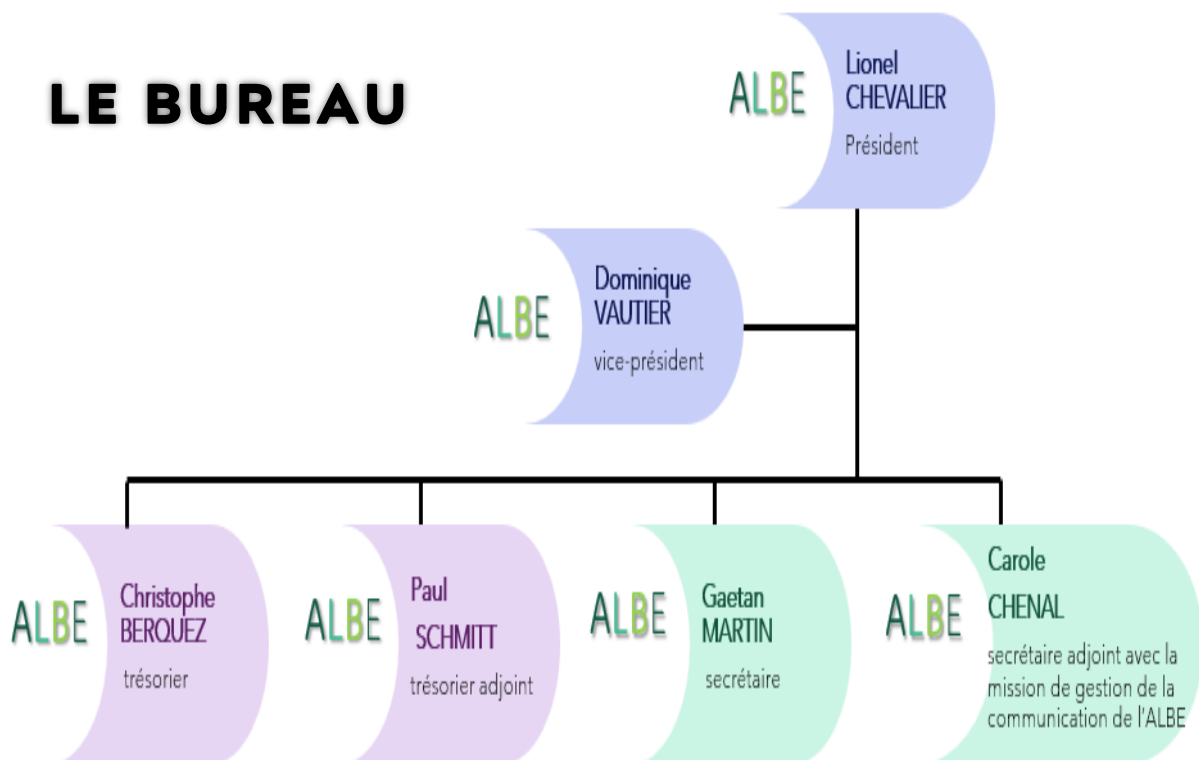 LE BUREAU
ALBE
Lionel
CHEVALIER
Président
ALBE
Dominique
VAUTIER
vice-président
ALBE
Christophe
BERQUEZ
trésorier
ALBE
Paul
SCHMITT
trésorier adjoint
ALBE
Gaetan
MARTIN
secrétaire
ALBE
Carole
CHENAL
secrétaire adjoint avec la
mission de gestion de la
communication de l'ALBE